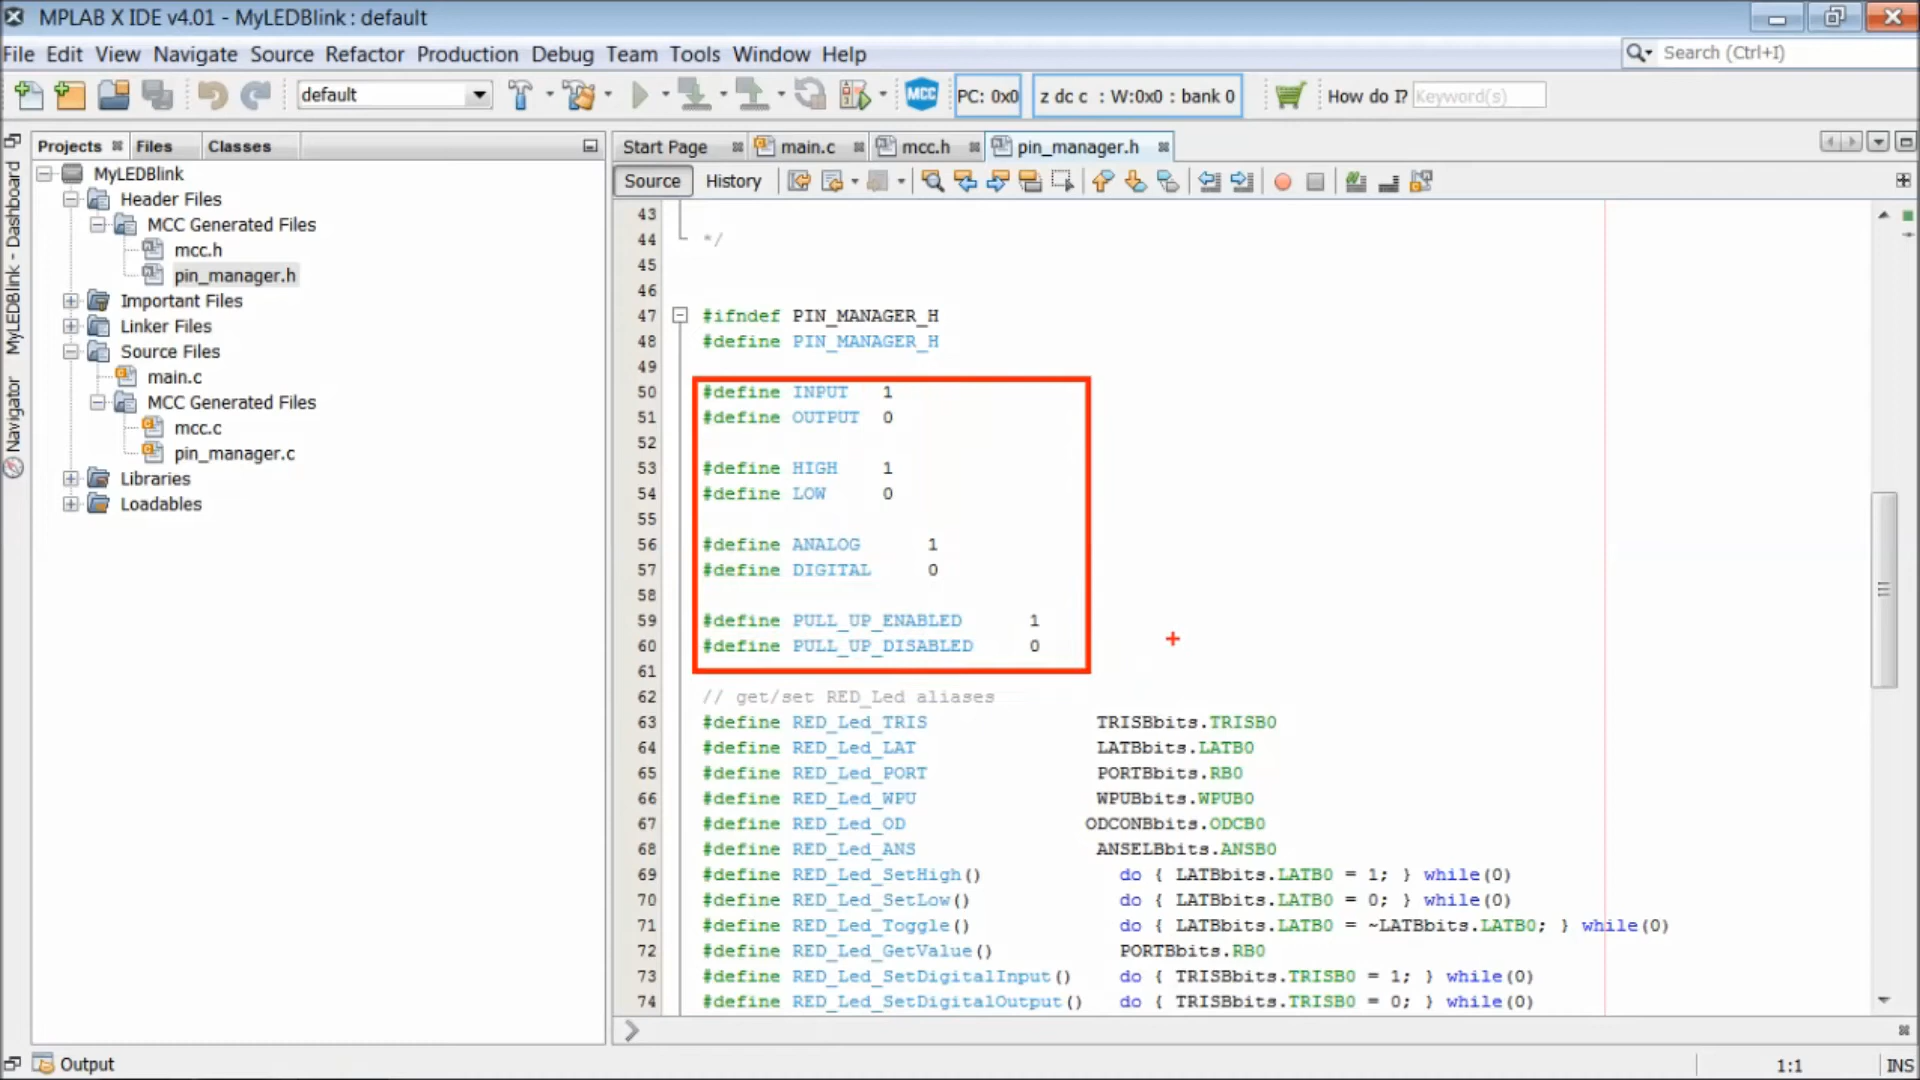 MPLAB X IDE v4.01 - MyLEDBlink : default
File Edit View Navigate Source Refactor Production Debug Team Tools Window Help
Search (Ctrl+I)
default
MCC
PC: 0x0
z dc c : W:0x0 : bank 0
How do I?
Keyword(s)
MyLEDBlink - Dashboard
Navigator
Projects
Files
Classes
MyLEDBlink
Header Files
MCC Generated Files
mcc.h
pin_manager.h
Important Files
Linker Files
Source Files
main.c
MCC Generated Files
mcc.c
pin_manager.c
Libraries
Loadables
Start Page
main.c
mcc.h
pin_manager.h
Source
History
43
44 */
45
46
47 #ifndef PIN_MANAGER_H
48 #define PIN_MANAGER_H
49
50 #define INPUT 1
51 #define OUTPUT 0
52
53 #define HIGH 1
54 #define LOW 0
55
56 #define ANALOG 1
57 #define DIGITAL 0
58
59 #define PULL_UP_ENABLED 1
60 #define PULL_UP_DISABLED 0
61
62 // get/set RED_Led aliases
63 #define RED_Led_TRIS TRISBbits.TRISB0
64 #define RED_Led_LAT LATBbits.LATB0
65 #define RED_Led_PORT PORTBbits.RB0
66 #define RED_Led_WPU WPUBbits.WPUB0
67 #define RED_Led_OD ODCONBbits.ODCB0
68 #define RED_Led_ANS ANSELBbits.ANSB0
69 #define RED_Led_SetHigh() do { LATBbits.LATB0 = 1; } while(0)
70 #define RED_Led_SetLow() do { LATBbits.LATB0 = 0; } while(0)
71 #define RED_Led_Toggle() do { LATBbits.LATB0 = ~LATBbits.LATB0; } while(0)
72 #define RED_Led_GetValue() PORTBbits.RB0
73 #define RED_Led_SetDigitalInput() do { TRISBbits.TRISB0 = 1; } while(0)
74 #define RED_Led_SetDigitalOutput() do { TRISBbits.TRISB0 = 0; } while(0)
Output
1:1
INS